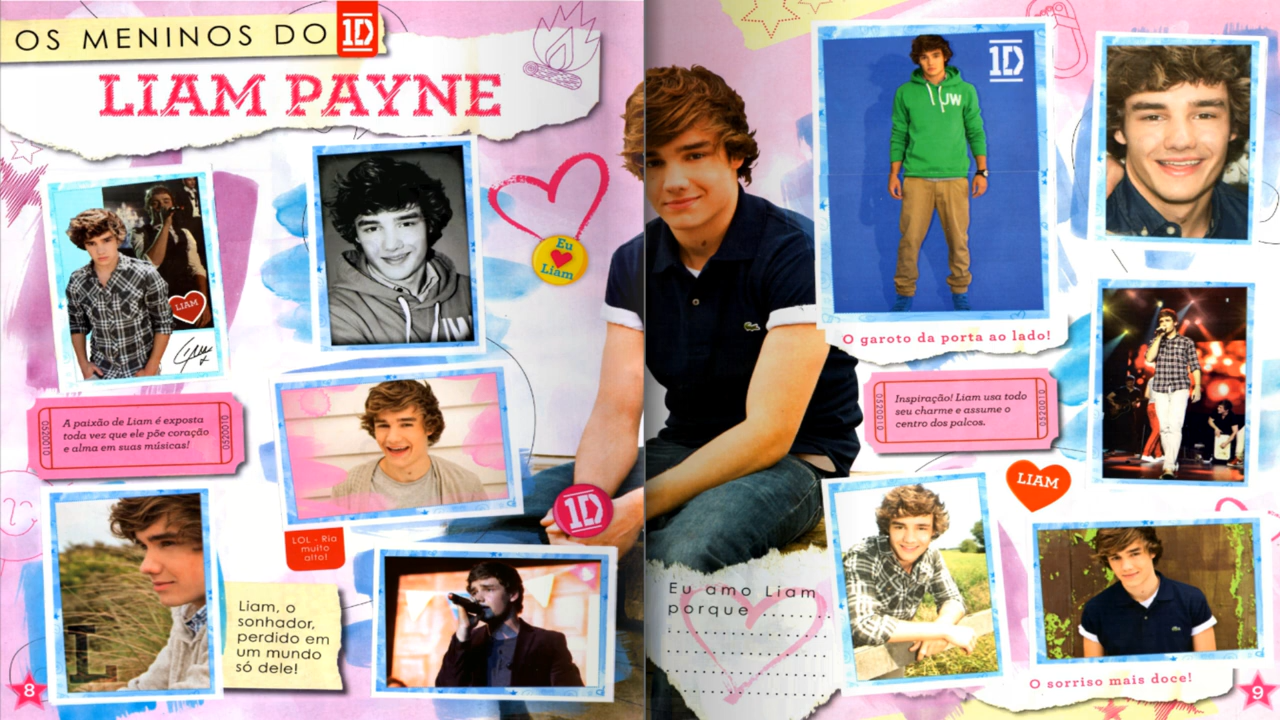 OS MENINOS DO 1D
LIAM PAYNE
LIAM
Eu
Liam
JW
A paixão de Liam é exposta
toda vez que ele põe coração
e alma em suas músicas!
LOL - Ria
muito
alto!
1D
Liam, o
sonhador,
perdido em
um mundo
só dele!
L
8
1D
JW
O garoto da porta ao lado!
Inspiração! Liam usa todo
seu charme e assume o
centro dos palcos.
LIAM
Eu amo Liam
porque
O sorriso mais doce!
9